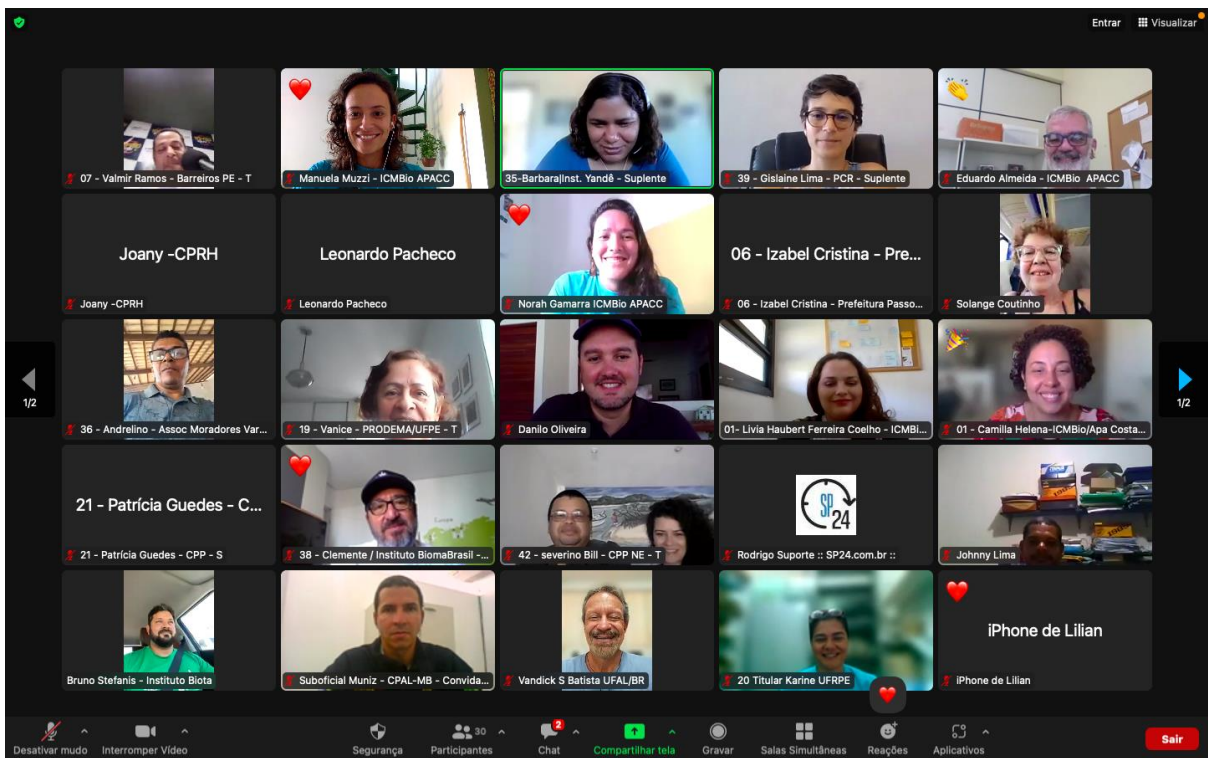 Entrar
Visualizar
07 - Valmir Ramos - Barreiros PE - T
Manuela Muzzi - ICMBio APACC
35-Barbara|Inst. Yandê - Suplente
39 - Gislaine Lima - PCR - Suplente
Eduardo Almeida - ICMBio APACC
Joany -CPRH
Leonardo Pacheco
06 - Izabel Cristina - Pre...
Joany -CPRH
Leonardo Pacheco
Norah Gamarra ICMBio APACC
06 - Izabel Cristina - Prefeitura Passo...
Solange Coutinho
1/2
1/2
36 - Andrelino - Assoc Moradores Var...
19 - Vanice - PRODEMA/UFPE - T
Danilo Oliveira
01- Livia Haubert Ferreira Coelho - ICMBi...
01 - Camilla Helena-ICMBio/Apa Costa...
21 - Patrícia Guedes - C...
SP
24
21 - Patrícia Guedes - CPP - S
38 - Clemente / Instituto BiomaBrasil -...
42 - severino Bill - CPP NE - T
Rodrigo Suporte :: SP24.com.br ::
Johnny Lima
iPhone de Lilian
Bruno Stefanis - Instituto Biota
Suboficial Muniz - CPAL-MB - Convida...
Vandick S Batista UFAL/BR
20 Titular Karine UFRPE
iPhone de Lilian
30
2
Desativar mudo
Interromper Vídeo
Segurança
Participantes
Chat
Compartilhar tela
Gravar
Salas Simultâneas
Reações
Aplicativos
Sair